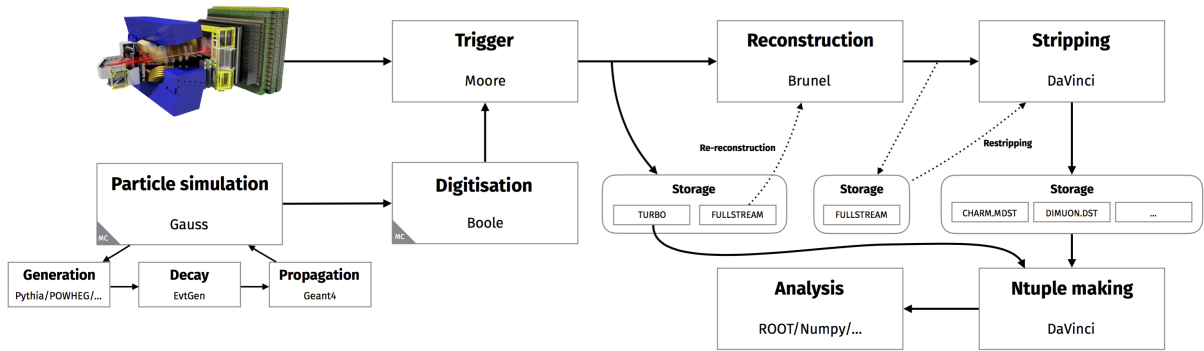 Trigger
Moore
Reconstruction
Brunel
Stripping
DaVinci
Re-reconstruction
Restripping
Particle simulation
Gauss
MC
Digitisation
Boole
MC
Storage
TURBO
FULLSTREAM
Storage
FULLSTREAM
Storage
CHARM.MDST
DIMUON.DST
...
Generation
Pythia/POWHEG/...
Decay
EvtGen
Propagation
Geant4
Analysis
ROOT/Numpy/...
Ntuple making
DaVinci